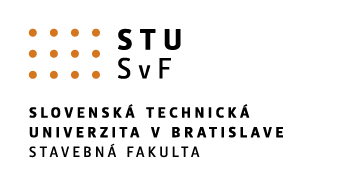 STU
SvF
SLOVENSKÁ TECHNICKÁ
UNIVERZITA V BRATISLAVE
STAVEBNÁ FAKULTA